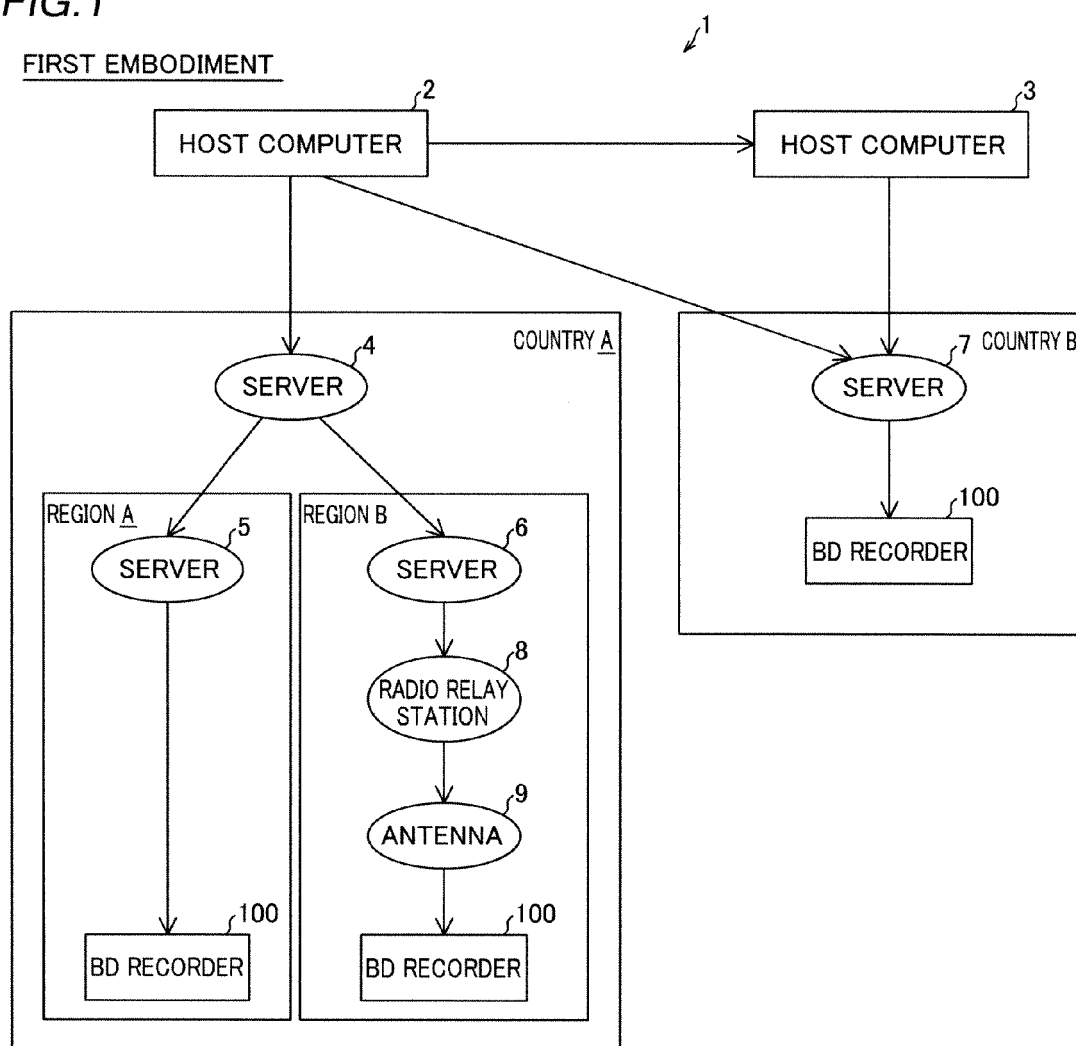 FIG.1
1
FIRST EMBODIMENT
2
HOST COMPUTER
3
HOST COMPUTER
COUNTRY A
4
SERVER
7
COUNTRY B
SERVER
100
BD RECORDER
REGION A
5
SERVER
REGION B
6
SERVER
8
RADIO RELAY
STATION
9
ANTENNA
100
BD RECORDER
100
BD RECORDER